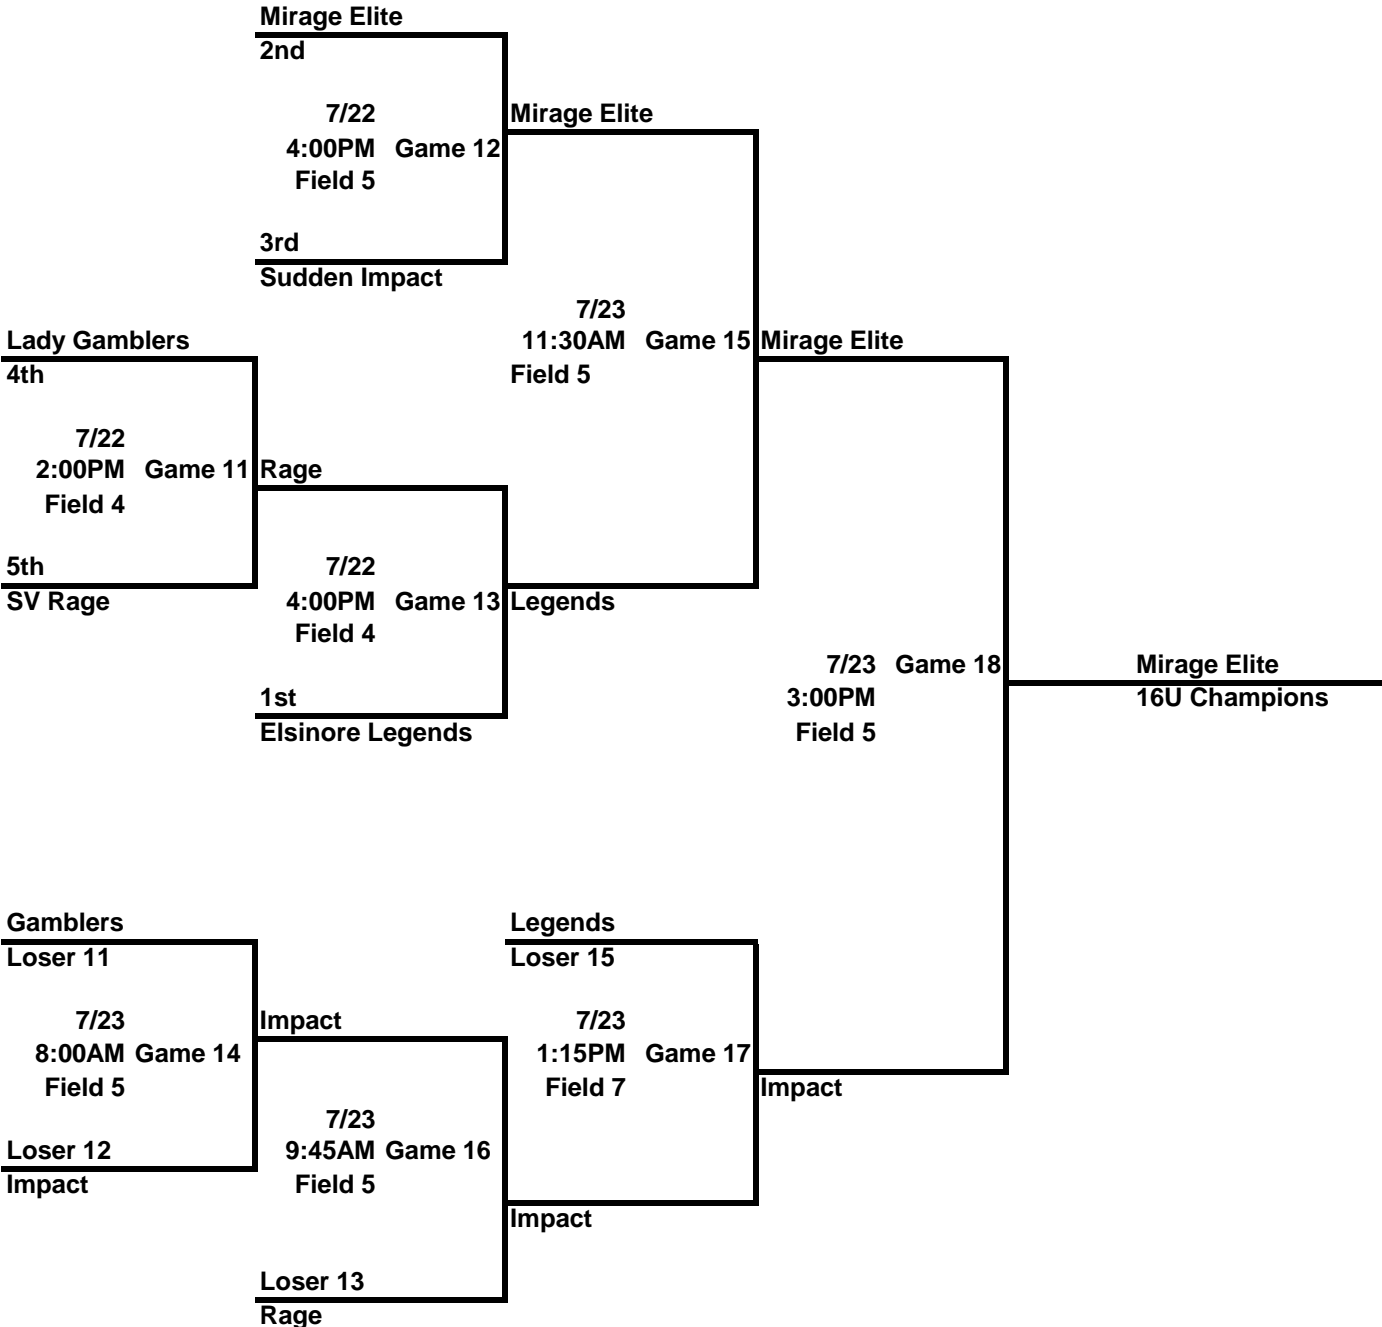 Mirage Elite
2nd
7/22
4:00PM Game 12
Field 5
Mirage Elite
3rd
Sudden Impact
7/23
11:30AM Game 15
Field 5
Mirage Elite
Lady Gamblers
4th
7/22
2:00PM Game 11
Field 4
Rage
5th
SV Rage
7/22
4:00PM Game 13
Field 4
Legends
1st
Elsinore Legends
7/23 Game 18
3:00PM
Field 5
Mirage Elite
16U Champions
Gamblers
Loser 11
7/23
8:00AM Game 14
Field 5
Impact
Loser 12
Impact
7/23
9:45AM Game 16
Field 5
Legends
Loser 15
7/23
1:15PM Game 17
Field 7
Impact
Impact
Loser 13
Rage